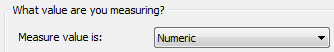 What value are you measuring?
Measure value is: Numeric